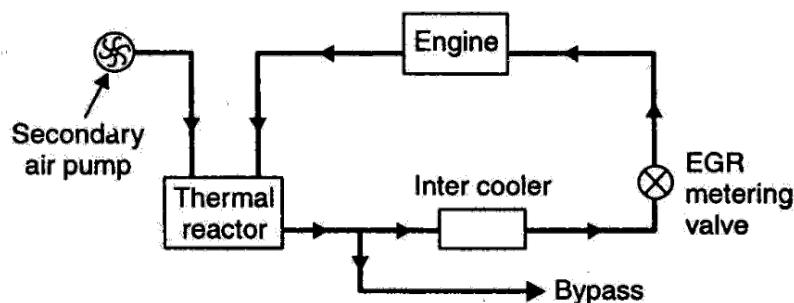 Engine
Secondary
air pump
Thermal
reactor
Inter cooler
EGR
metering
valve
Bypass